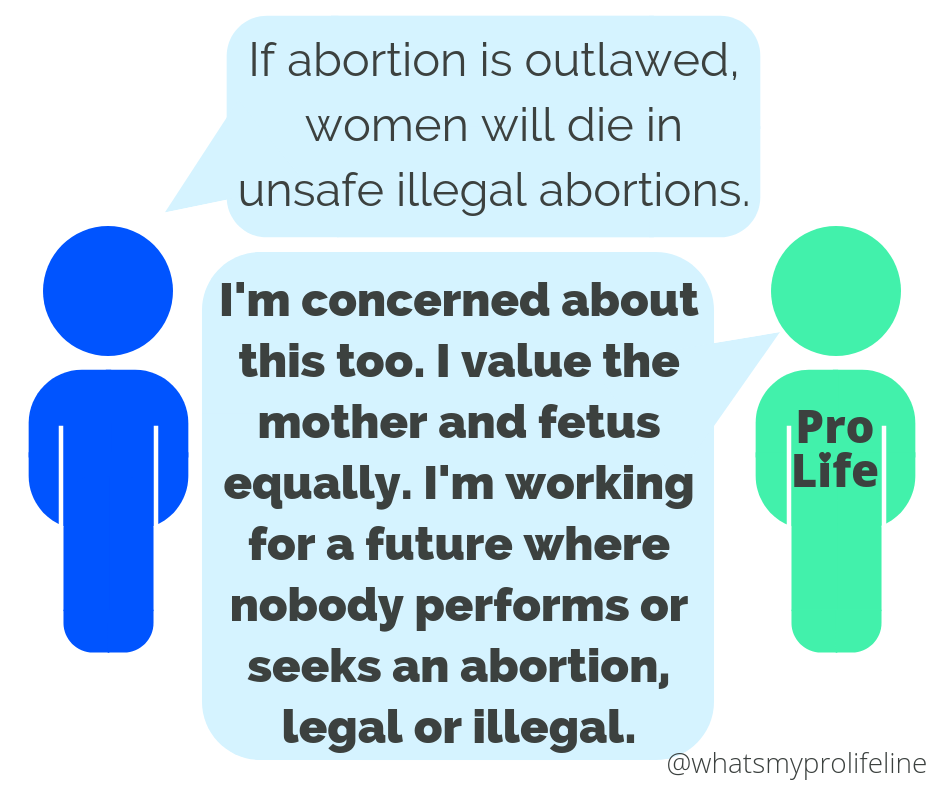 If abortion is outlawed,
women will die in
unsafe illegal abortions.
I'm concerned about
this too. I value the
mother and fetus
equally. I'm working
for a future where
nobody performs or
seeks an abortion,
legal or illegal.
Pro
Life
@whatsmyprolifeline